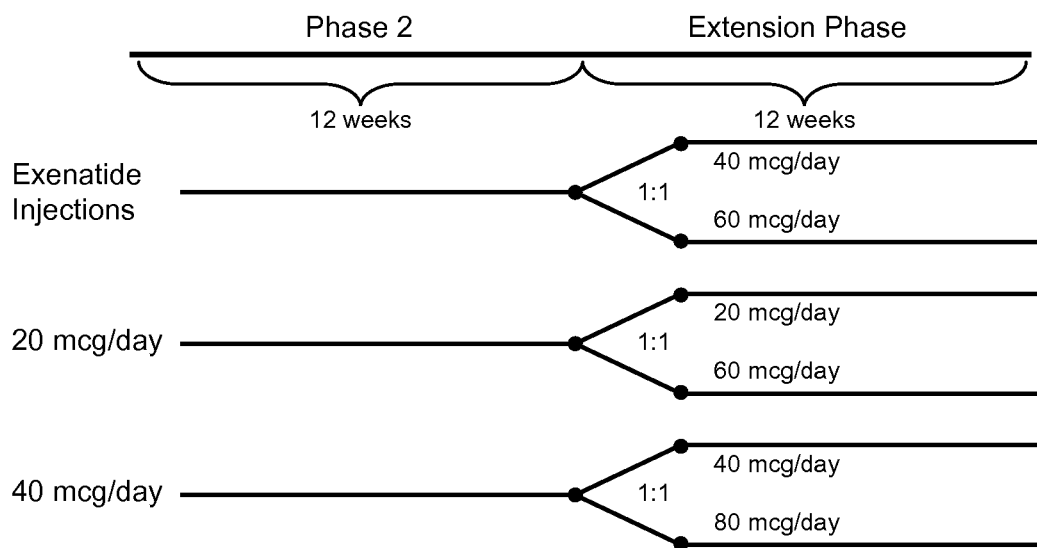 Phase 2
Extension Phase
12 weeks
12 weeks
Exenatide
Injections
40 mcg/day
1:1
60 mcg/day
20 mcg/day
20 mcg/day
1:1
60 mcg/day
40 mcg/day
40 mcg/day
1:1
80 mcg/day